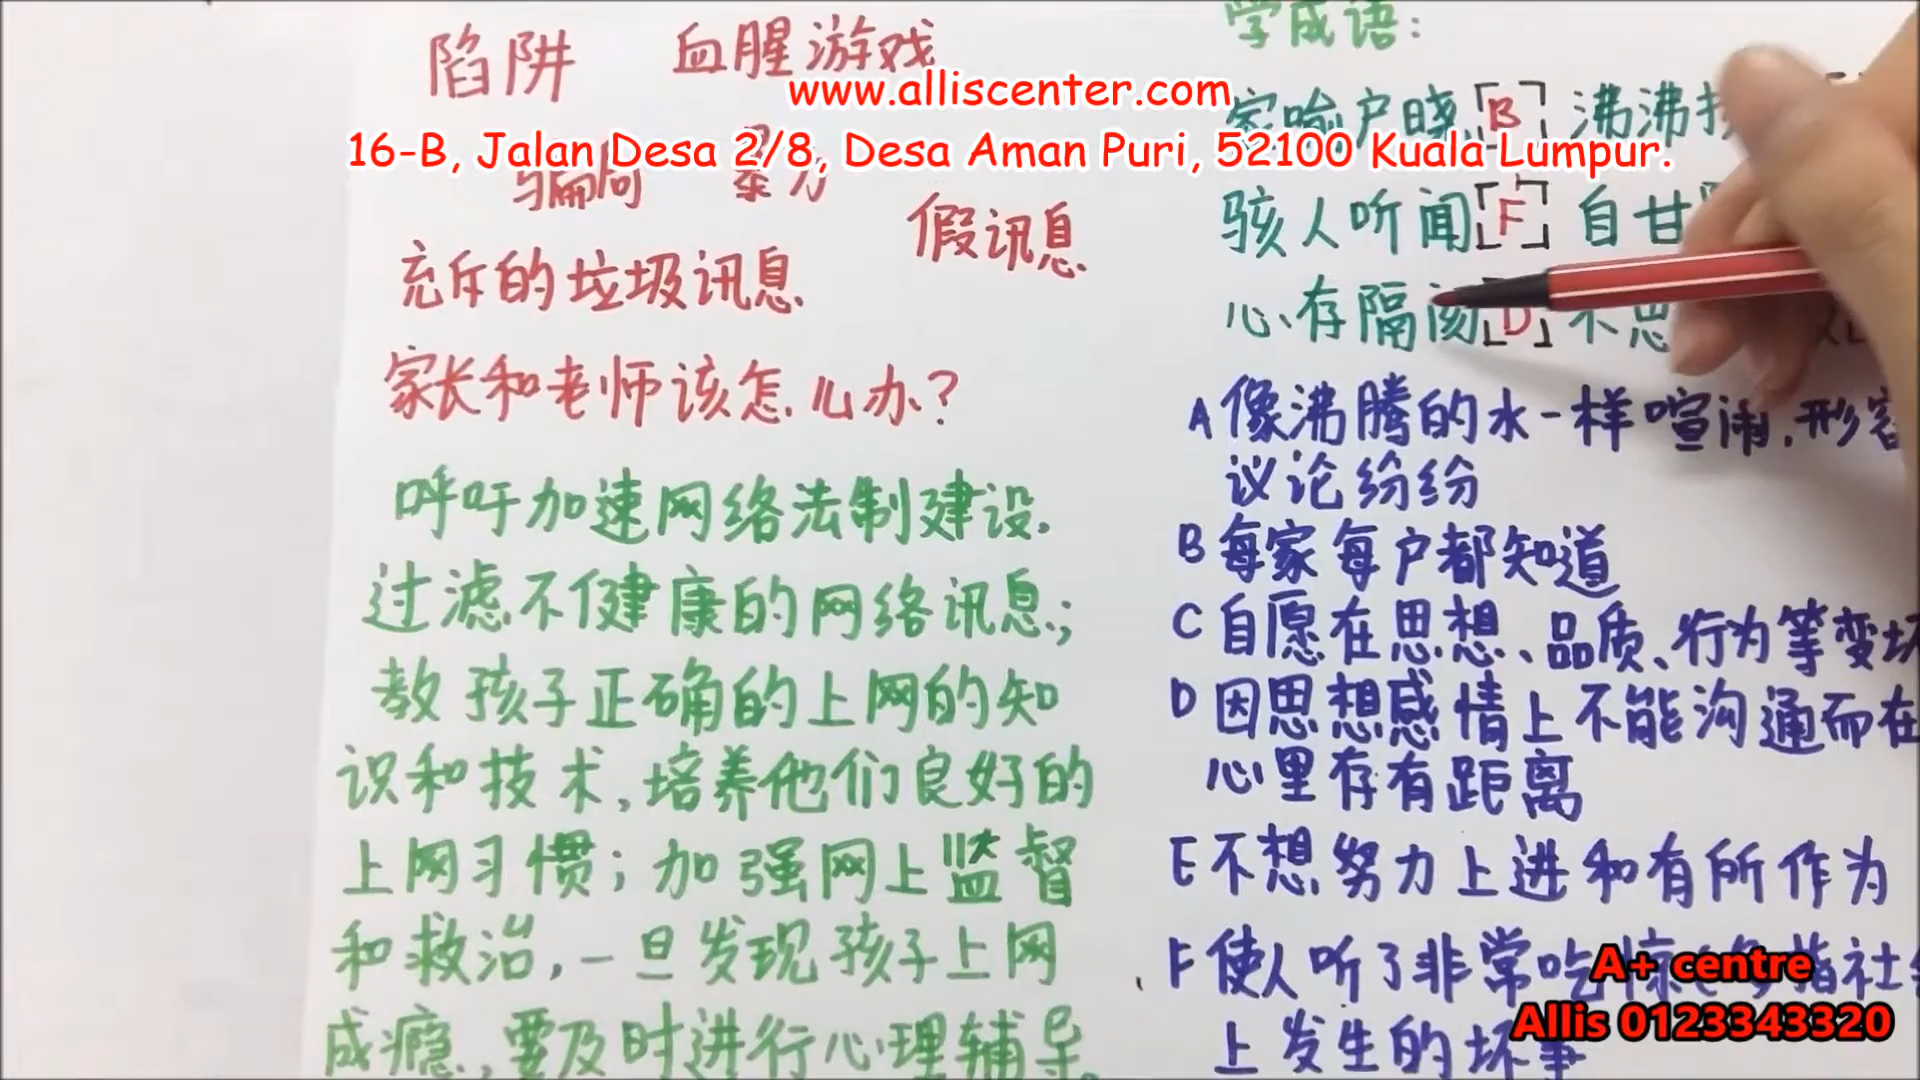 陷阱 血腥游戏
www.alliscenter.com
16-B, Jalan Desa 2/8, Desa Aman Puri, 52100 Kuala Lumpur.
骗局 暴力
假讯息
充斥的垃圾讯息
家长和老师该怎么办?
呼吁加速网络法制建设.
过滤不健康的网络讯息;
教孩子正确的上网的知
识和技术,培养他们良好的
上网习惯;加强网上监督
和救治,一旦发现孩子上网
成瘾,要及时进行心理辅导.
学成语:
家喻户晓[B] 沸沸扬
骇人听闻[F] 自甘
心存隔阂[D] 不思
A 像沸腾的水一样喧闹.形容
议论纷纷
B 每家每户都知道
C 自愿在思想、品质、行为等变坏
D 因思想感情上不能沟通而在
心里存有距离
E 不想努力上进和有所作为
F 使人听了非常吃惊(多指社会
上发生的坏事
A+ centre
Allis 0123343320